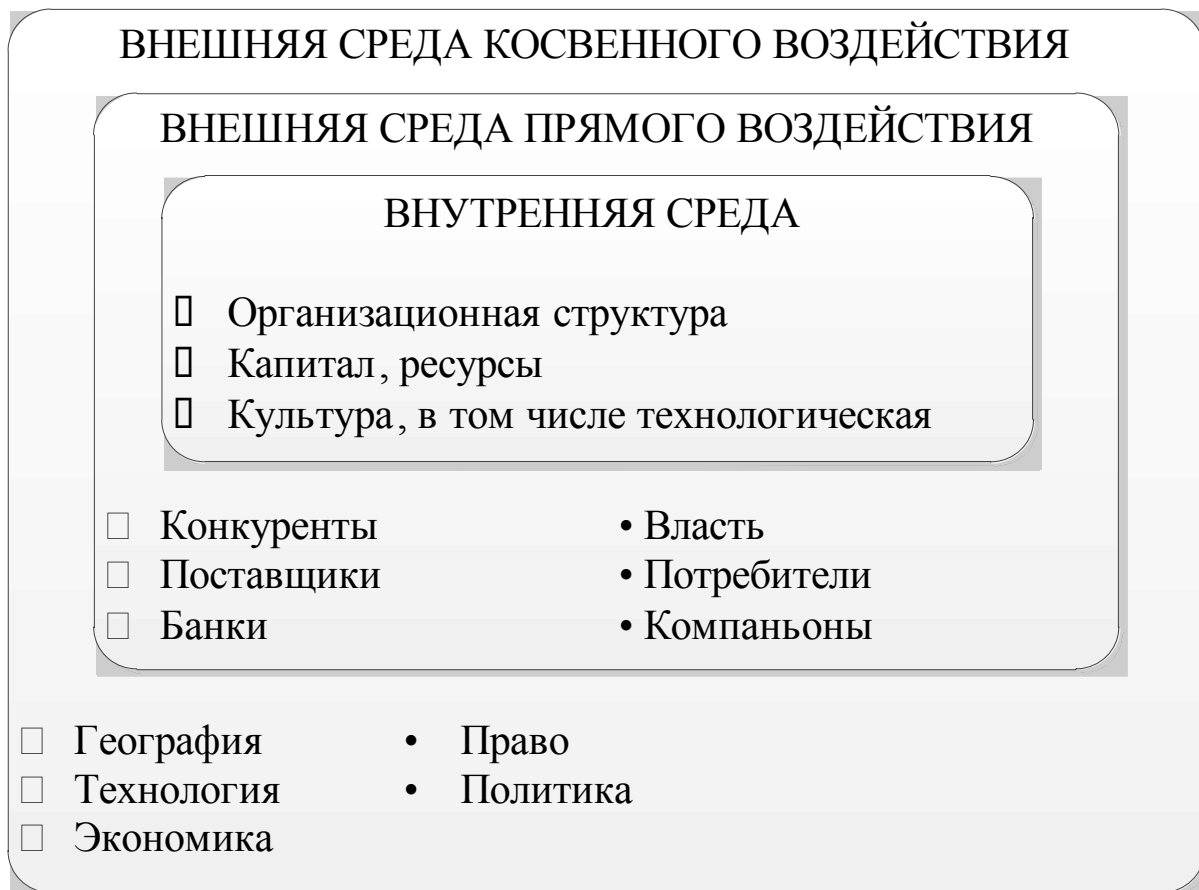 ВНЕШНЯЯ СРЕДА КОСВЕННОГО ВОЗДЕЙСТВИЯ
ВНЕШНЯЯ СРЕДА ПРЯМОГО ВОЗДЕЙСТВИЯ
ВНУТРЕННЯЯ СРЕДА
Организационная структура
Капитал, ресурсы
Культура, в том числе технологическая
Конкуренты • Власть
Поставщики • Потребители
Банки • Компаньоны
География • Право
Технология • Политика
Экономика